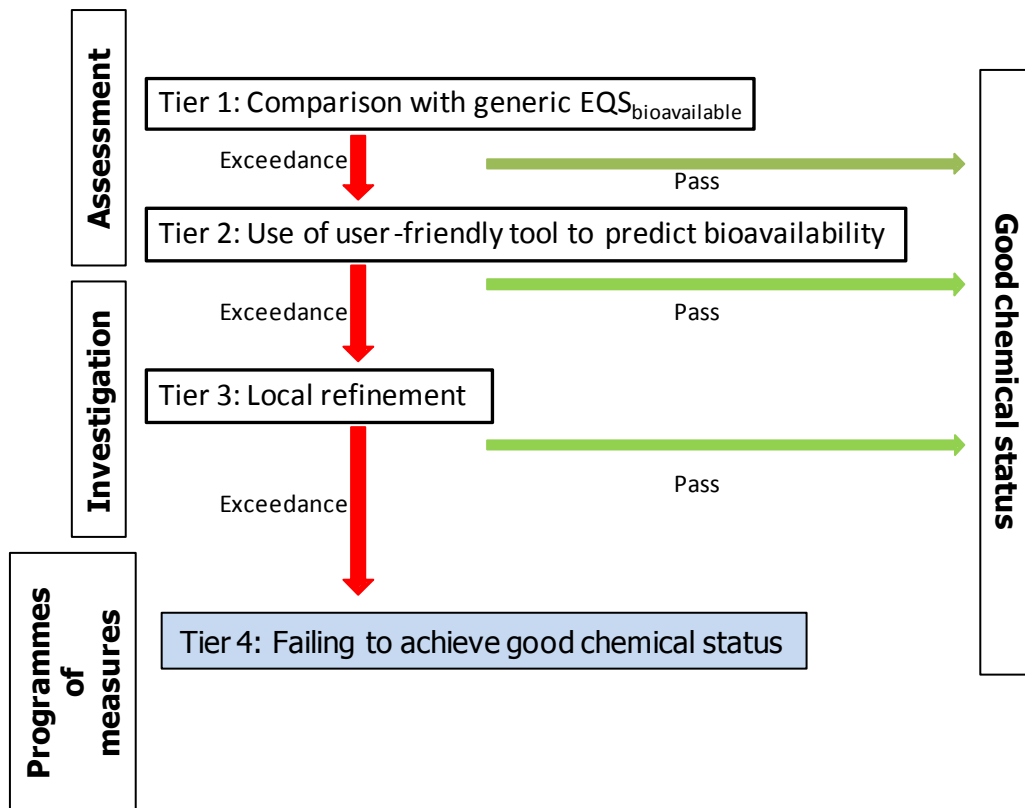 Assessment
Tier 1: Comparison with generic EQSbioavailable
Exceedance
Pass
Tier 2: Use of user-friendly tool to predict bioavailability
Exceedance
Pass
Investigation
Tier 3: Local refinement
Exceedance
Pass
Programmes
of
measures
Tier 4: Failing to achieve good chemical status
Good chemical status